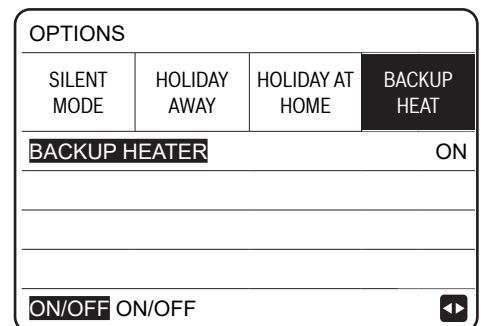 OPTIONS
SILENT MODE
HOLIDAY AWAY
HOLIDAY AT HOME
BACKUP HEAT
BACKUP HEATER ON
ON/OFF ON/OFF